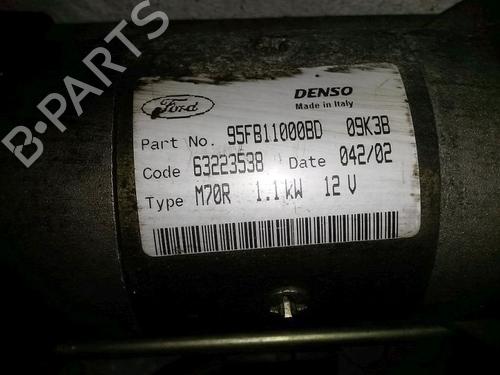 B-PARTS
Ford
DENSO
Made in Italy
Part No. 95FB11000BD 09K3B
Code 63223538 Date 042/02
Type M70R 1.1kW 12 V